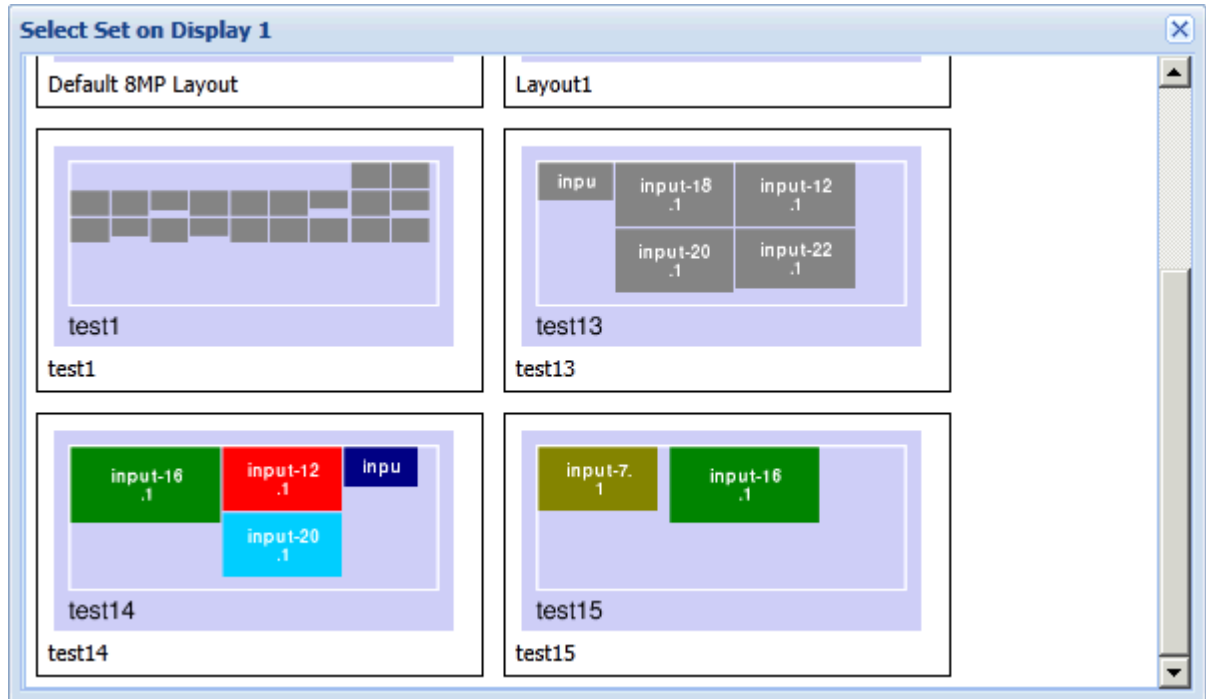 Select Set on Display 1
Default 8MP Layout
Layout1
test1
test1
inpu
input-18
.1
input-12
.1
input-20
.1
input-22
.1
test13
test13
input-16
.1
input-12
.1
inpu
input-20
.1
test14
test14
input-7.
1
input-16
.1
test15
test15